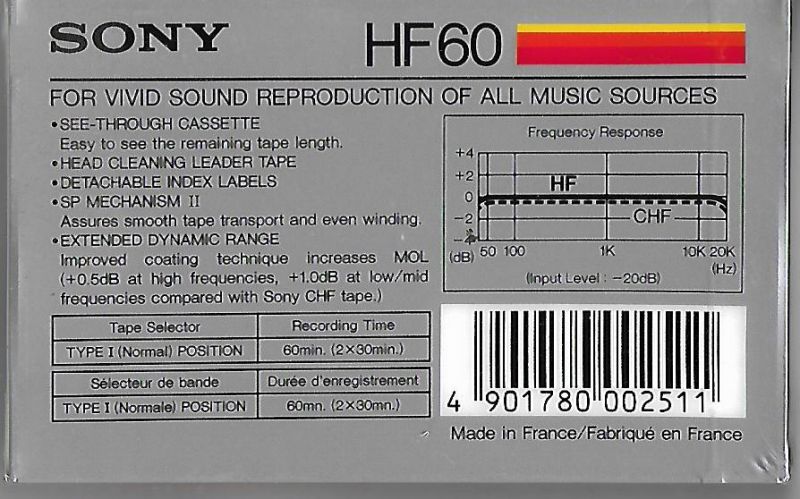 SONY HF60
FOR VIVID SOUND REPRODUCTION OF ALL MUSIC SOURCES
•SEE-THROUGH CASSETTE
Easy to see the remaining tape length.
•HEAD CLEANING LEADER TAPE
•DETACHABLE INDEX LABELS
•SP MECHANISM II
Assures smooth tape transport and even winding.
•EXTENDED DYNAMIC RANGE
Improved coating technique increases MOL
(+0.5dB at high frequencies, +1.0dB at low/mid
frequencies compared with Sony CHF tape.)
Frequency Response
+4
+2
0
−2
−4
(dB)
HF
CHF
50 100 1K 10K 20K
(Hz)
(Input Level : −20dB)
Tape Selector Recording Time
TYPE I (Normal) POSITION 60min. (2×30min.)
Sélecteur de bande Durée d'enregistrement
TYPE I (Normale) POSITION 60mn. (2×30mn.)
4 901780 002511
Made in France/Fabriqué en France